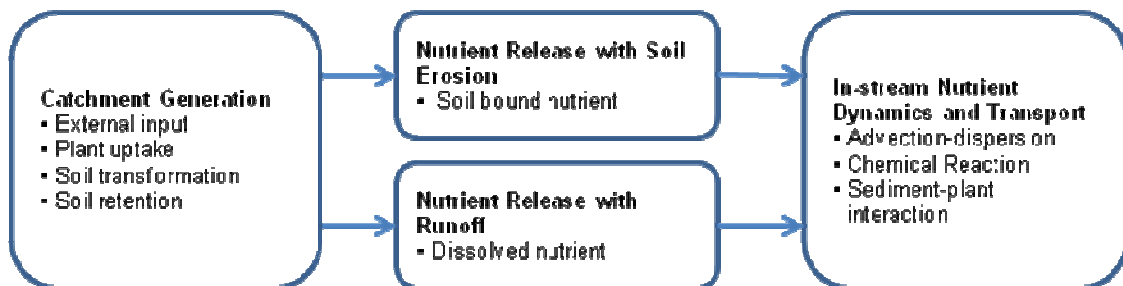 Catchment Generation
▪ External input
▪ Plant uptake
▪ Soil transformation
▪ Soil retention
Nutrient Release with Soil
Erosion
▪ Soil bound nutrient
Nutrient Release with
Runoff
▪ Dissolved nutrient
In-stream Nutrient
Dynamics and Transport
▪ Advection-dispersion
▪ Chemical Reaction
▪ Sediment-plant
interaction